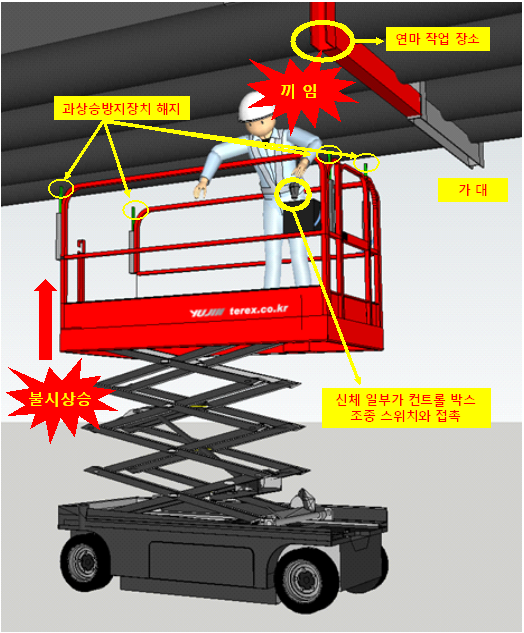 연마 작업 장소
끼 임
과상승방지장치 해지
가 대
terex.co.kr
불시상승
신체 일부가 컨트롤 박스
조종 스위치와 접촉